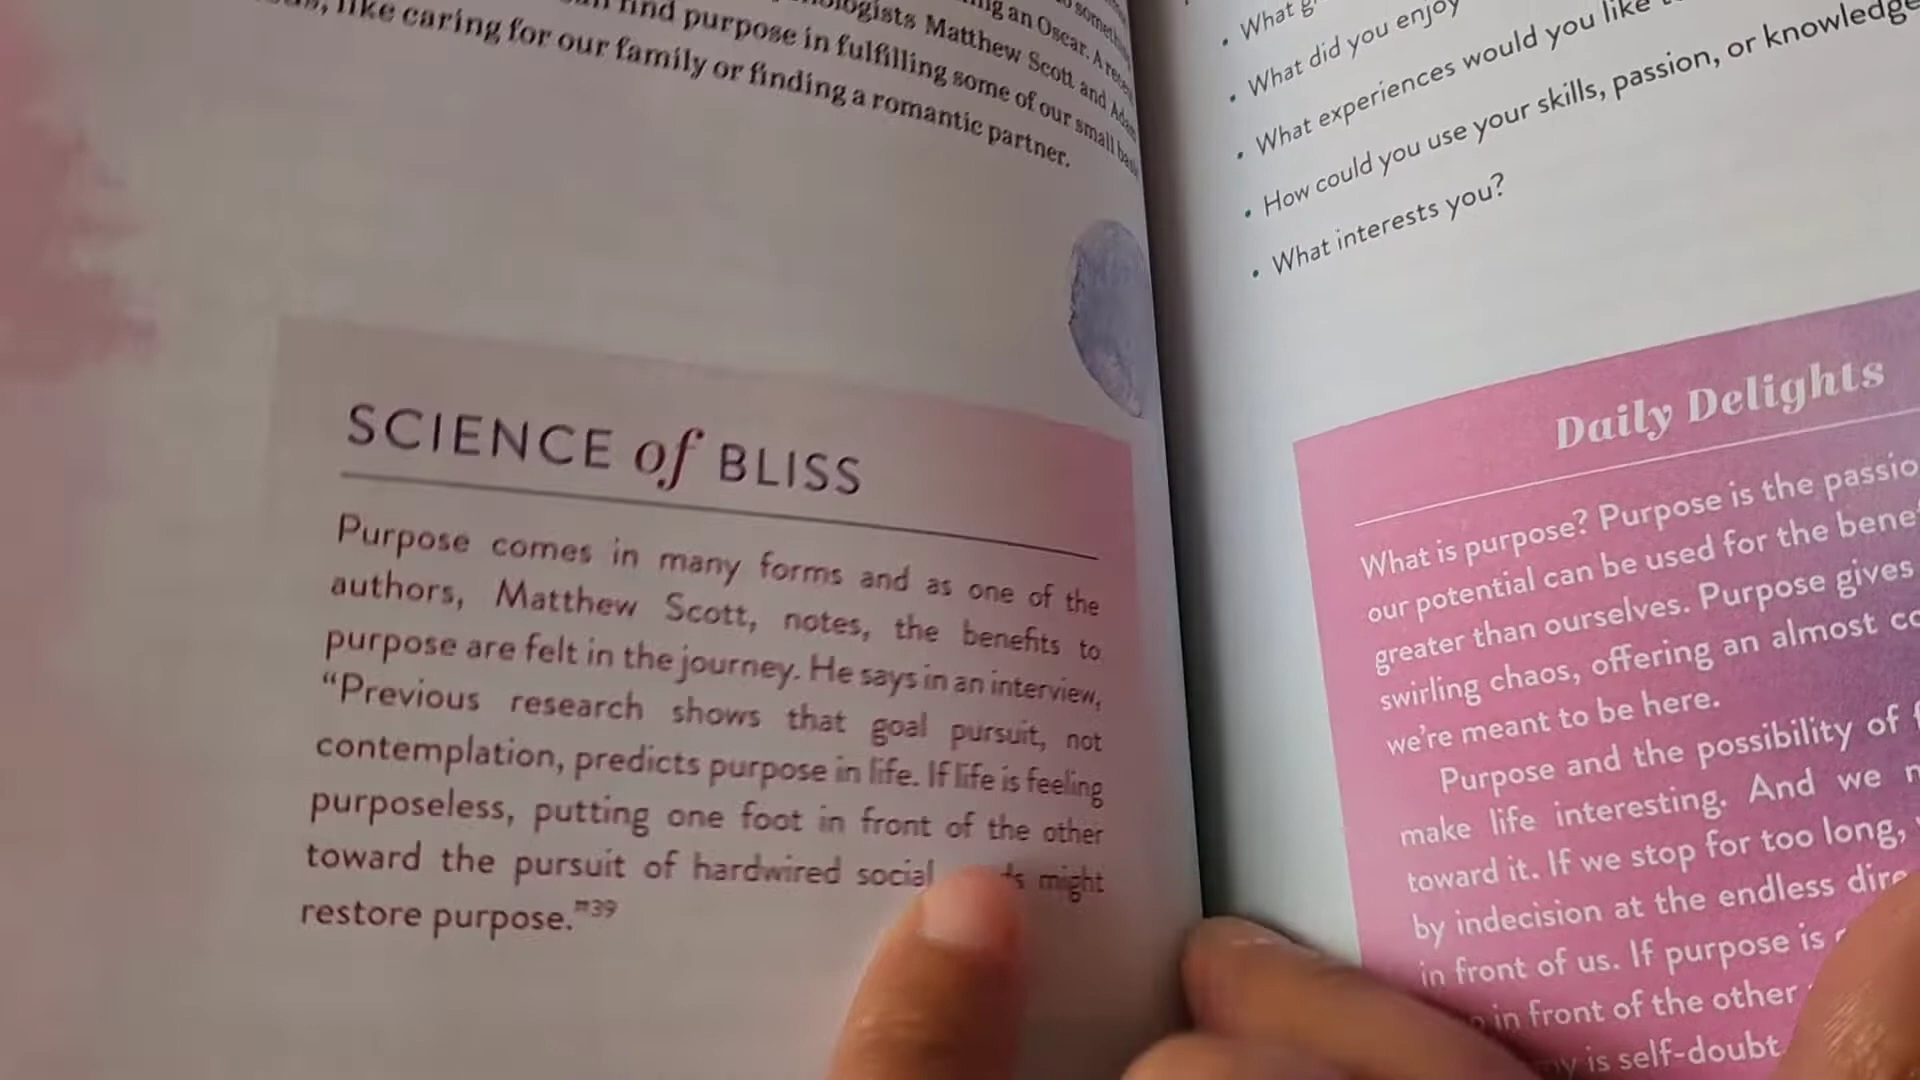 ing an Oscar. A
Matthew Scott and
find purpose in fulfilling some of our small
like caring for our family or finding a romantic partner.
SCIENCE of BLISS
Purpose comes in many forms and as one of the
authors, Matthew Scott, notes, the benefits to
purpose are felt in the journey. He says in an interview,
“Previous research shows that goal pursuit, not
contemplation, predicts purpose in life. If life is feeling
purposeless, putting one foot in front of the other
toward the pursuit of hardwired social might
restore purpose.”39
• What
• What did you enjoy
• What experiences would you like
• How could you use your skills, passion, or knowledge
• What interests you?
Daily Delights
What is purpose? Purpose is the
our potential can be used for the
greater than ourselves. Purpose gives
swirling chaos, offering an almost
we’re meant to be here.
Purpose and the possibility of
make life interesting. And we
toward it. If we stop for too long,
by indecision at the endless
in front of us. If purpose is
in front of the other
is self-doubt